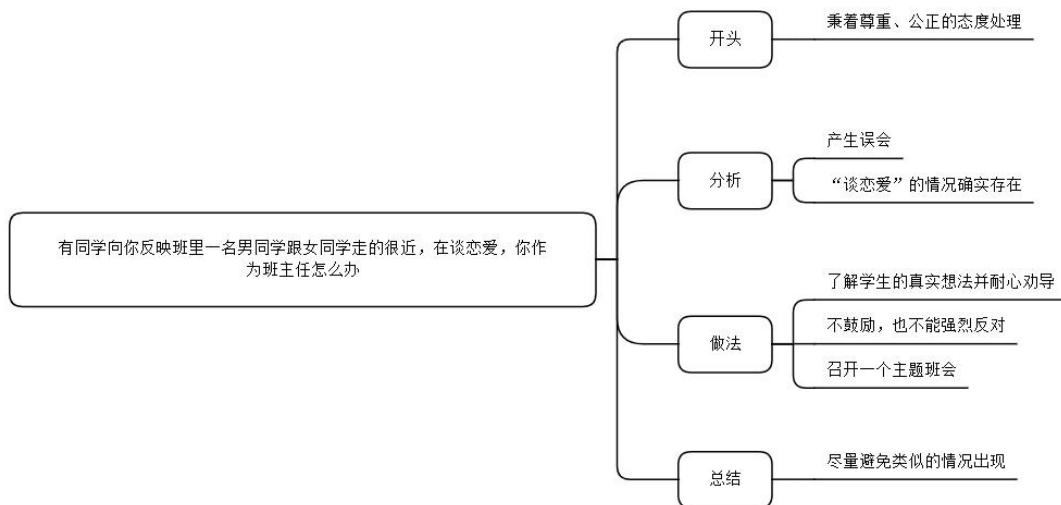 有同学向你反映班里一名男同学跟女同学走的很近，在谈恋爱，你作
为班主任怎么办
开头
秉着尊重、公正的态度处理
分析
产生误会
“谈恋爱”的情况确实存在
做法
了解学生的真实想法并耐心劝导
不鼓励，也不能强烈反对
召开一个主题班会
总结
尽量避免类似的情况出现